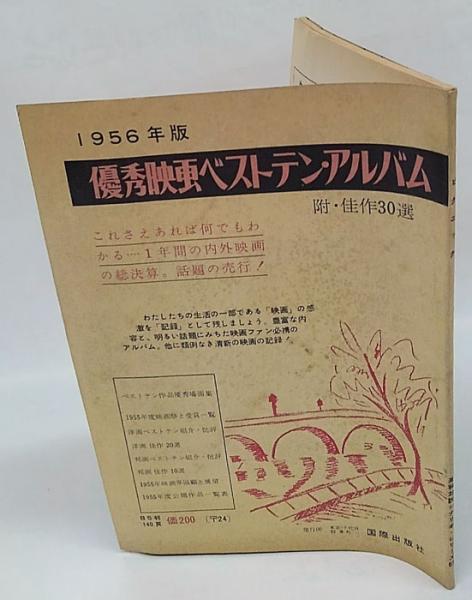 1956年版
優秀映画ベストテン・アルバム
附・佳作30選
これさえあれば何でもわ
かる……1年間の内外映画
の総決算。話題の売行!
わたしたちの生活の一部である「映画」の感
激を「記録」として残しましょう。豊富な内
容と、明るい話題にみちた映画ファン必携の
アルバム。他に類例なき清新の映画の記録!
ベストテン作品優秀場面集
1955年度映画祭と受賞一覧
洋画ベストテン紹介・批評
洋画 佳作 20選
邦画ベストテン紹介・批評
邦画 佳作 10選
1955年映画界回顧と展望
1955年度公開作品一覧表
B5判
140頁
価200
(〒24)
発行所
国際出版社